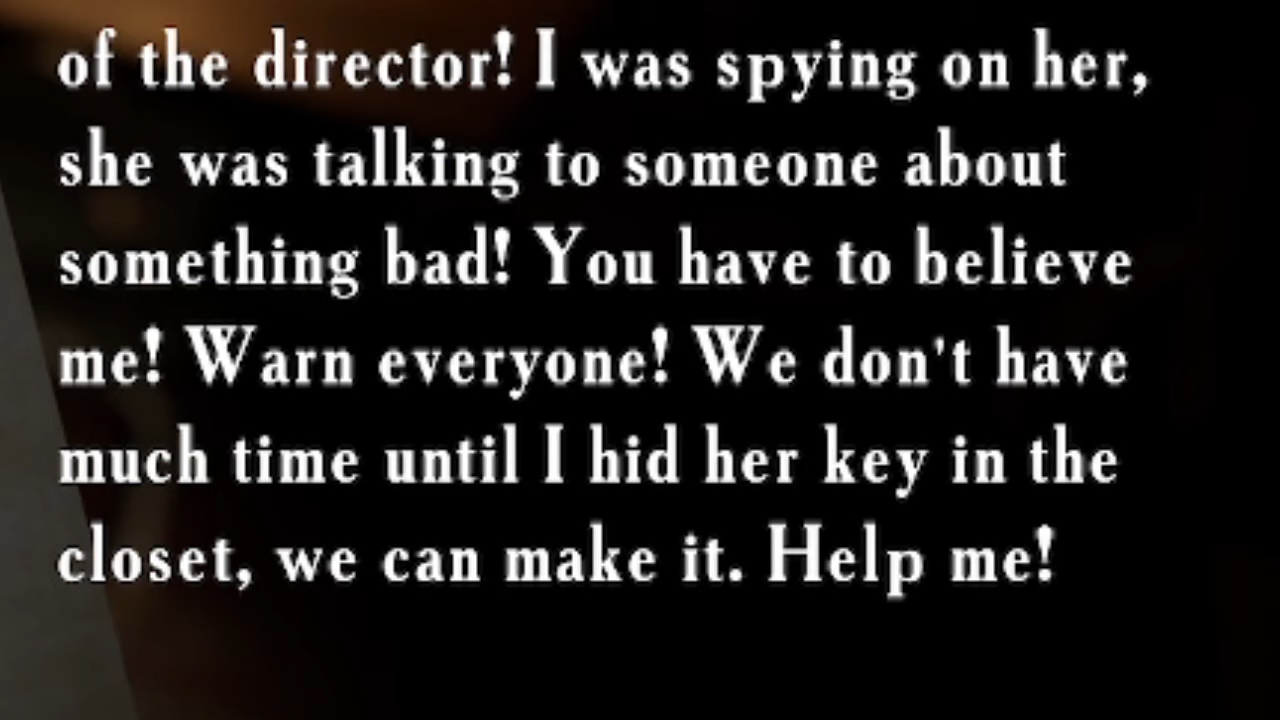 of the director! I was spying on her,
she was talking to someone about
something bad! You have to believe
me! Warn everyone! We don't have
much time until I hid her key in the
closet, we can make it. Help me!